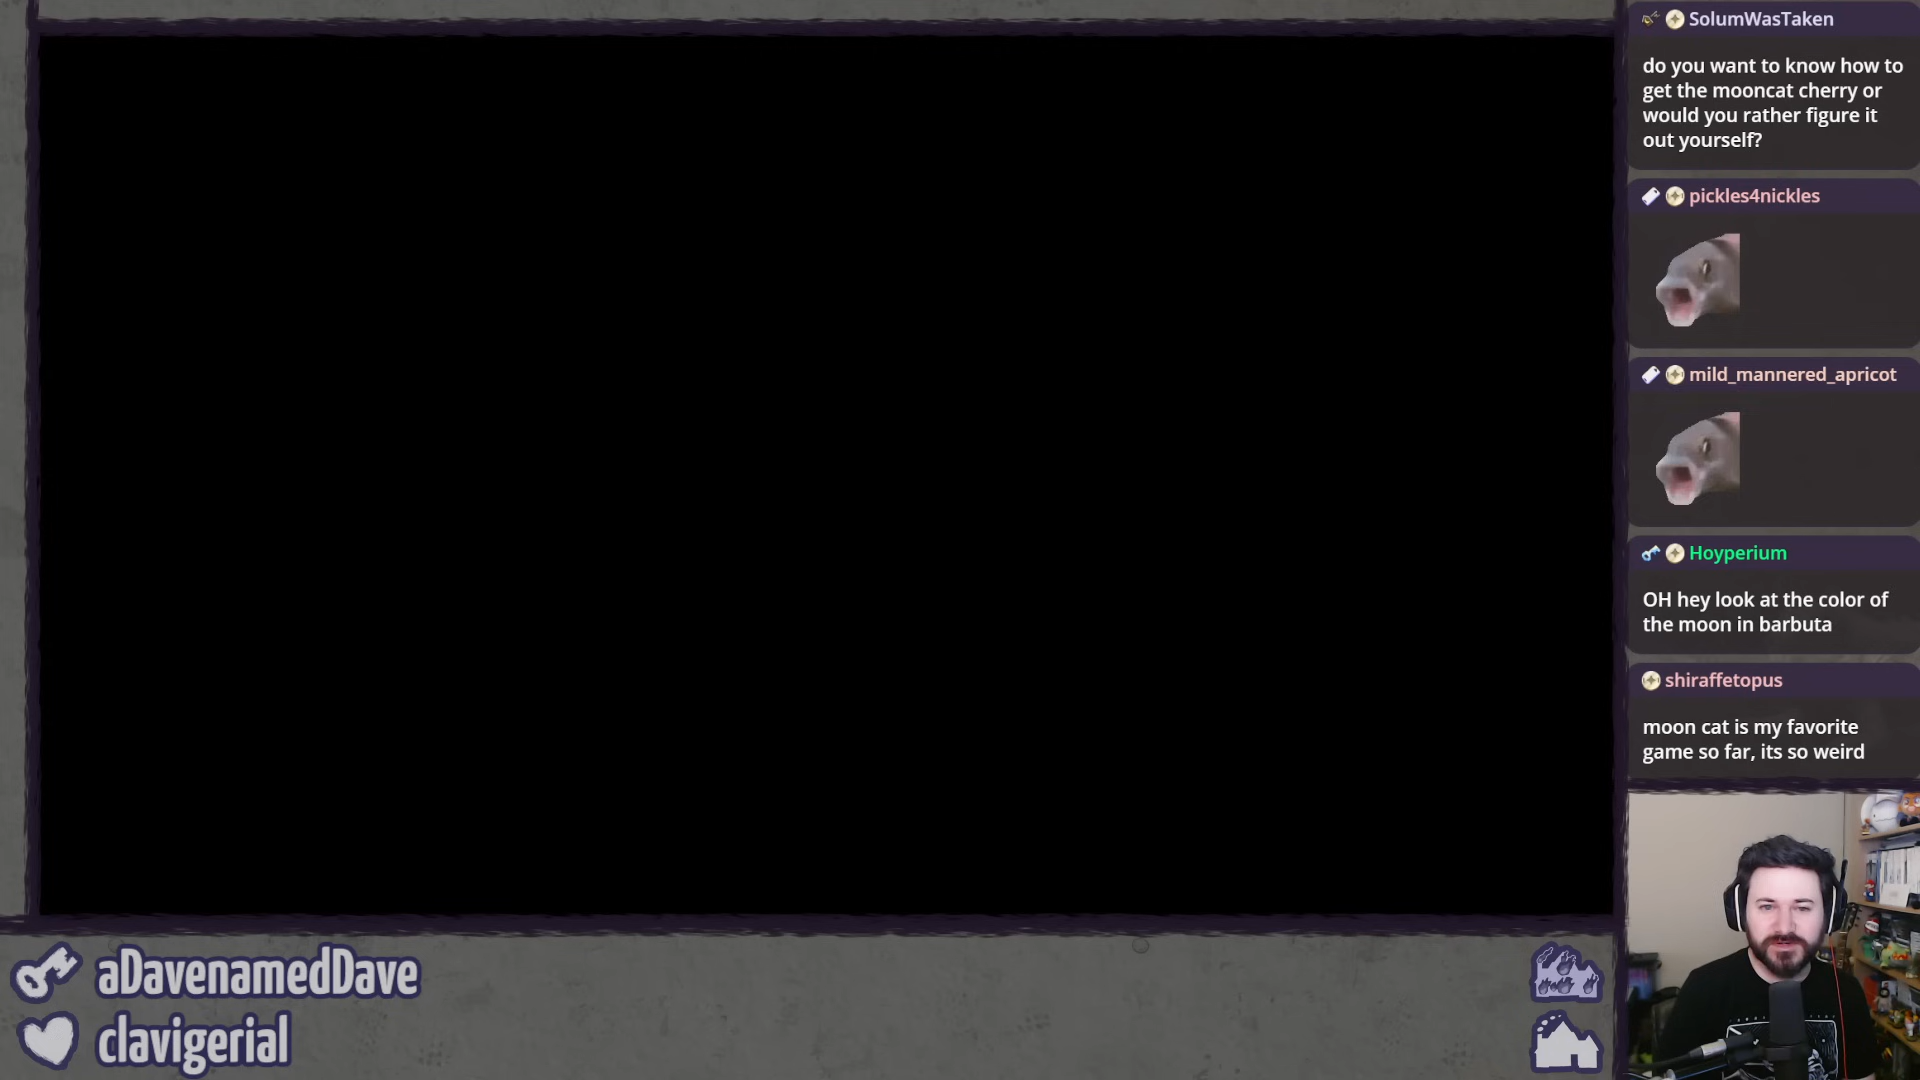 SolumWasTaken
do you want to know how to
get the mooncat cherry or
would you rather figure it
out yourself?
pickles4nickles
mild_mannered_apricot
Hoyperium
OH hey look at the color of
the moon in barbuta
shiraffetopus
moon cat is my favorite
game so far, its so weird
aDavenamedDave
clavigerial